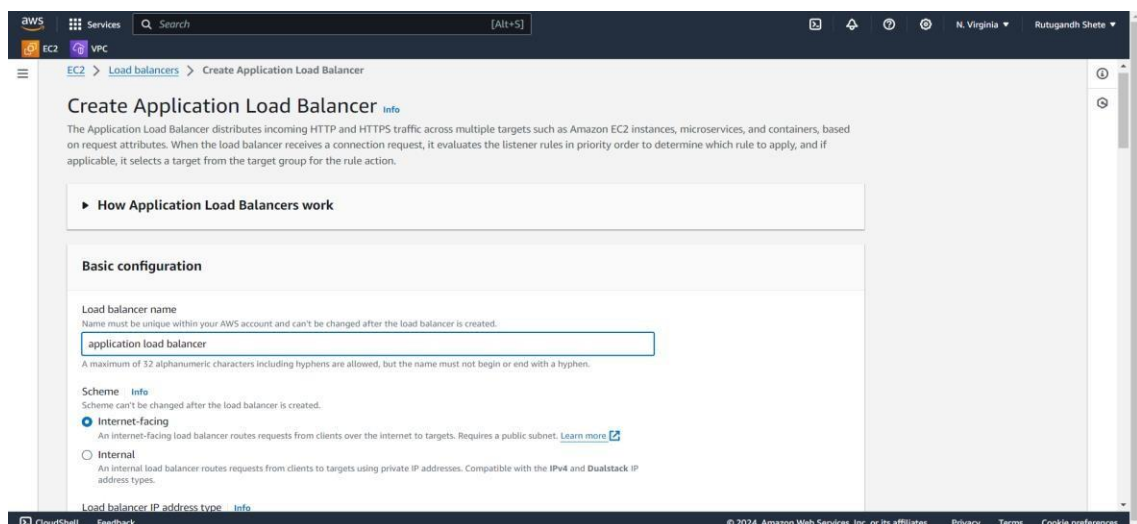 aws
Services
Search
[Alt+S]
N. Virginia ▼
Rutugandh Shete ▼
EC2
VPC
EC2 > Load balancers > Create Application Load Balancer
Create Application Load Balancer Info
The Application Load Balancer distributes incoming HTTP and HTTPS traffic across multiple targets such as Amazon EC2 instances, microservices, and containers, based
on request attributes. When the load balancer receives a connection request, it evaluates the listener rules in priority order to determine which rule to apply, and if
applicable, it selects a target from the target group for the rule action.
▶ How Application Load Balancers work
Basic configuration
Load balancer name
Name must be unique within your AWS account and can't be changed after the load balancer is created.
application load balancer
A maximum of 32 alphanumeric characters including hyphens are allowed, but the name must not begin or end with a hyphen.
Scheme Info
Scheme can't be changed after the load balancer is created.
Internet-facing
An internet-facing load balancer routes requests from clients over the internet to targets. Requires a public subnet. Learn more
Internal
An internal load balancer routes requests from clients to targets using private IP addresses. Compatible with the IPv4 and Dualstack IP
address types.
Load balancer IP address type Info
CloudShell Feedback
© 2024, Amazon Web Services, Inc. or its affiliates. Privacy Terms Cookie preferences